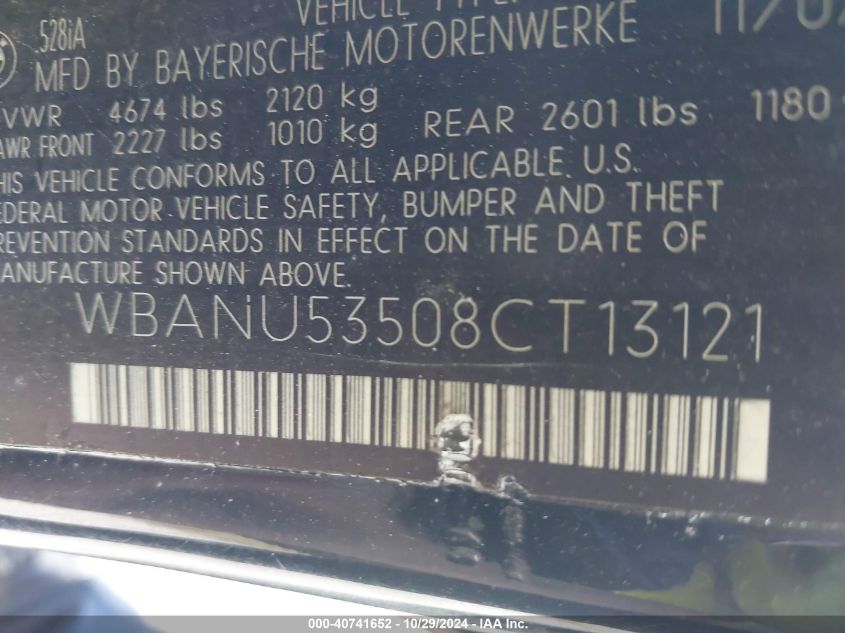 VEHICLE TYPE:
528iA
MFD BY BAYERISCHE MOTORENWERKE 11/0
VWR 4674 lbs 2120 kg
AWR FRONT 2227 lbs 1010 kg REAR 2601 lbs 1180
HIS VEHICLE CONFORMS TO ALL APPLICABLE U.S.
EDERAL MOTOR VEHICLE SAFETY, BUMPER AND THEFT
REVENTION STANDARDS IN EFFECT ON THE DATE OF
ANUFACTURE SHOWN ABOVE.
WBANU53508CT13121
000-40741652 - 10/29/2024 - IAA Inc.